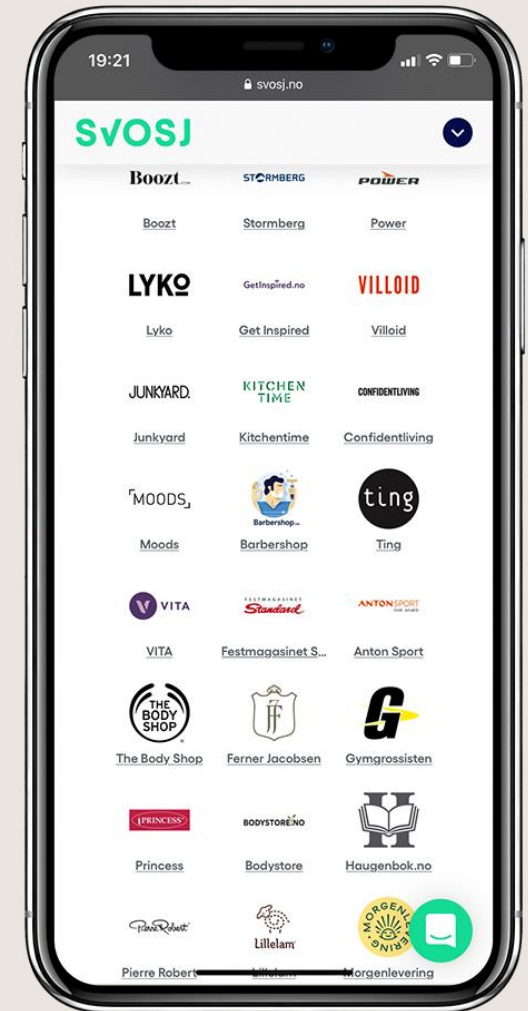 19:21
svosj.no
SVOSJ
Boozt
STORMBERG
POWER
Boozt
Stormberg
Power
LYKO
GetInspired.no
VILLOID
Lyko
Get Inspired
Villoid
JUNKYARD.
KITCHEN
TIME
CONFIDENTLIVING
Junkyard
Kitchentime
Confidentliving
MOODS
Barbershop
ting
Moods
Barbershop
Ting
V VITA
FESTMAGASINET
Standard
ANTON SPORT
VITA
Festmagasinet S...
Anton Sport
THE
BODY
SHOP
FJ
G
The Body Shop
Ferner Jacobsen
Gymgrossisten
PRINCESS
BODYSTORE.NO
H
Princess
Bodystore
Haugenbok.no
Pierre Robert
Lillelam
MORGENLEVERING
Pierre Robert
Lillelam
Morgenlevering